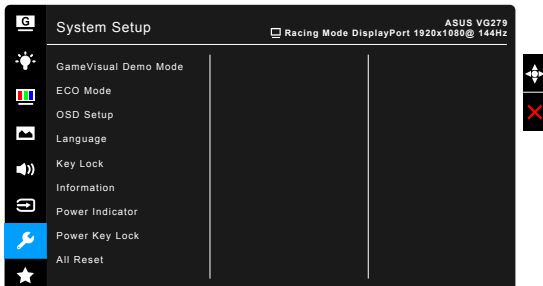 G
System Setup
ASUS VG279
Racing Mode DisplayPort 1920x1080@ 144Hz
GameVisual Demo Mode
ECO Mode
OSD Setup
Language
Key Lock
Information
Power Indicator
Power Key Lock
All Reset